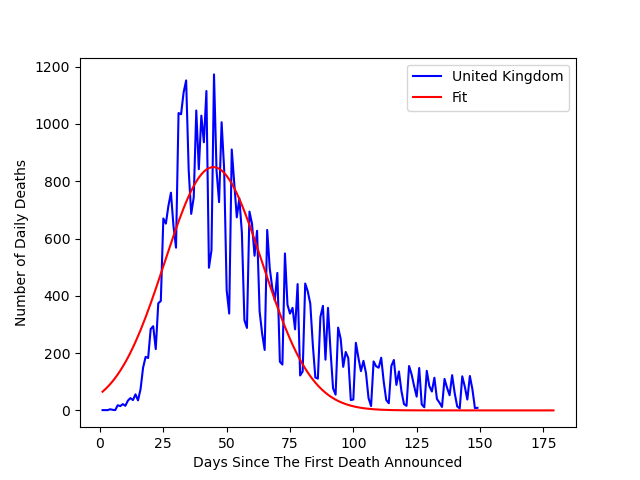 United Kingdom
Fit
1200
1000
800
600
400
200
0
Number of Daily Deaths
0 25 50 75 100 125 150 175
Days Since The First Death Announced